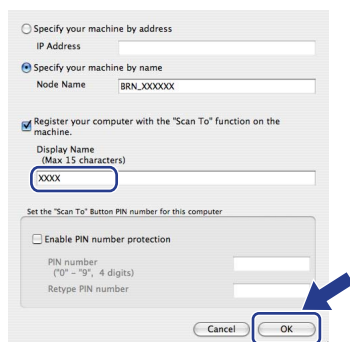 Specify your machine by address
IP Address
Specify your machine by name
Node Name BRN_XXXXXX
Register your computer with the "Scan To" function on the
machine.
Display Name
(Max 15 characters)
XXXX
Set the "Scan To" Button PIN number for this computer
Enable PIN number protection
PIN number
("0" – "9", 4 digits)
Retype PIN number
Cancel OK